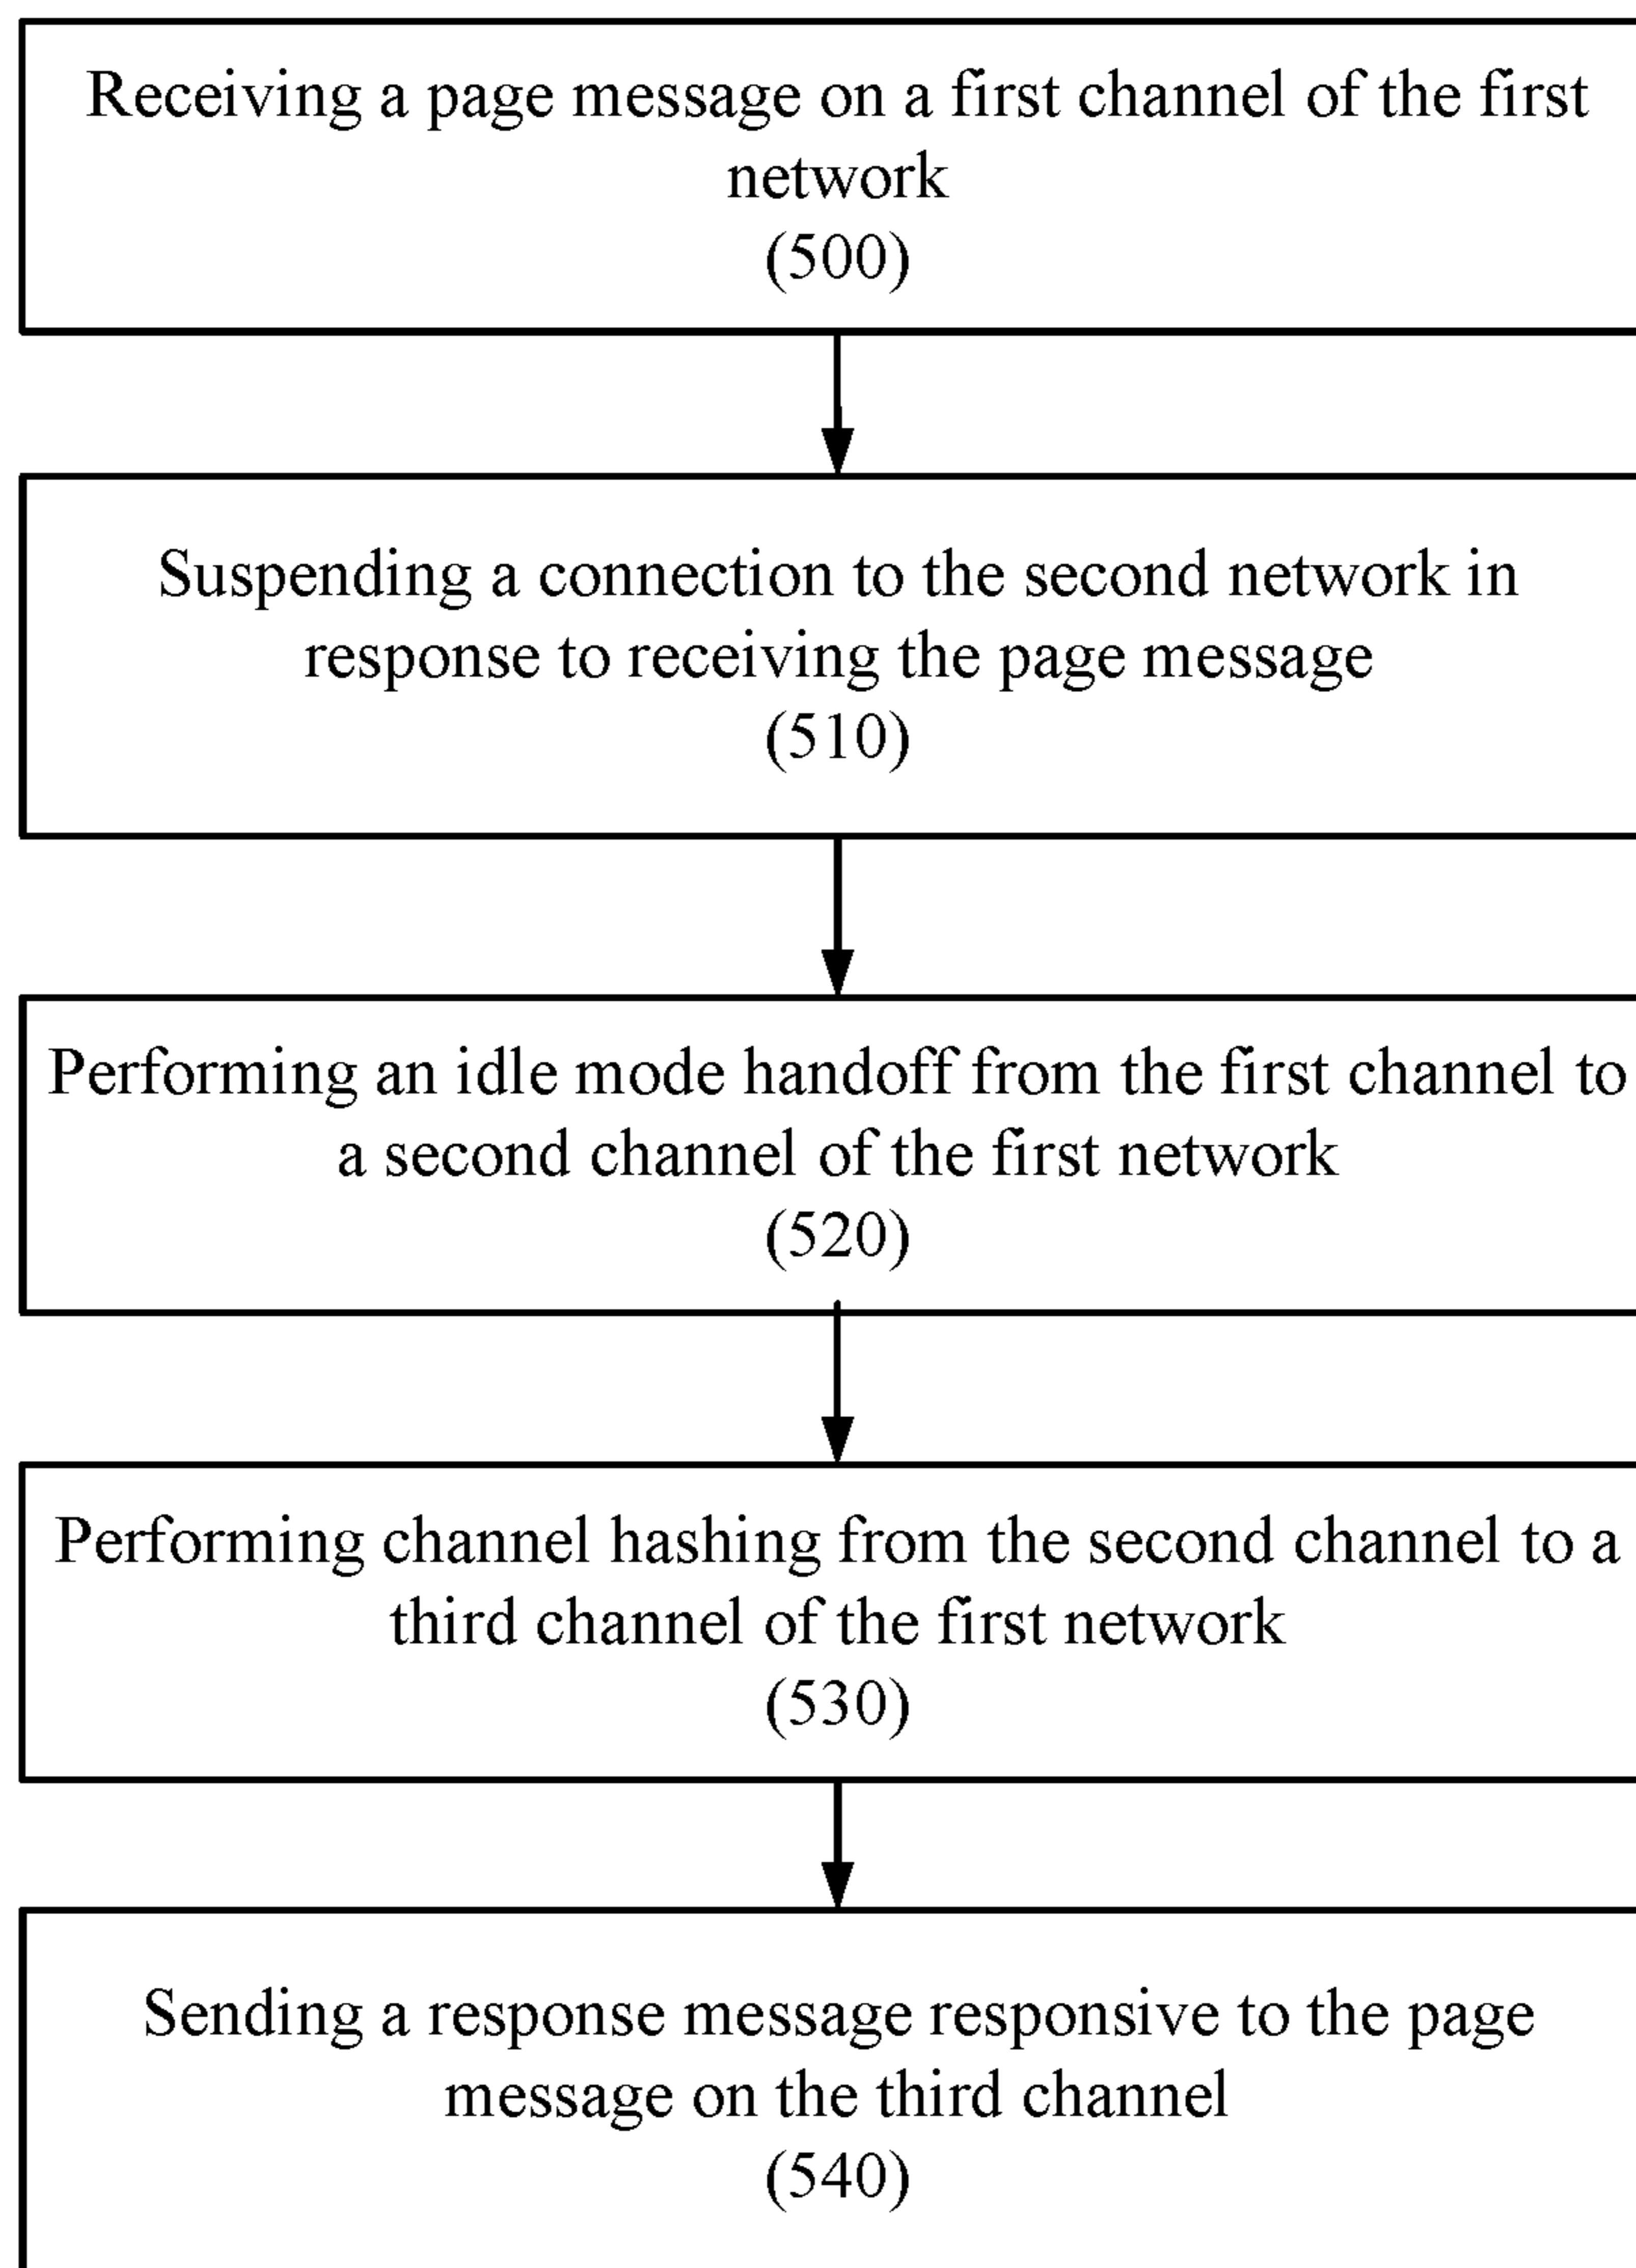 Receiving a page message on a first channel of the first
network
(500)
Suspending a connection to the second network in
response to receiving the page message
(510)
Performing an idle mode handoff from the first channel to
a second channel of the first network
(520)
Performing channel hashing from the second channel to a
third channel of the first network
(530)
Sending a response message responsive to the page
message on the third channel
(540)